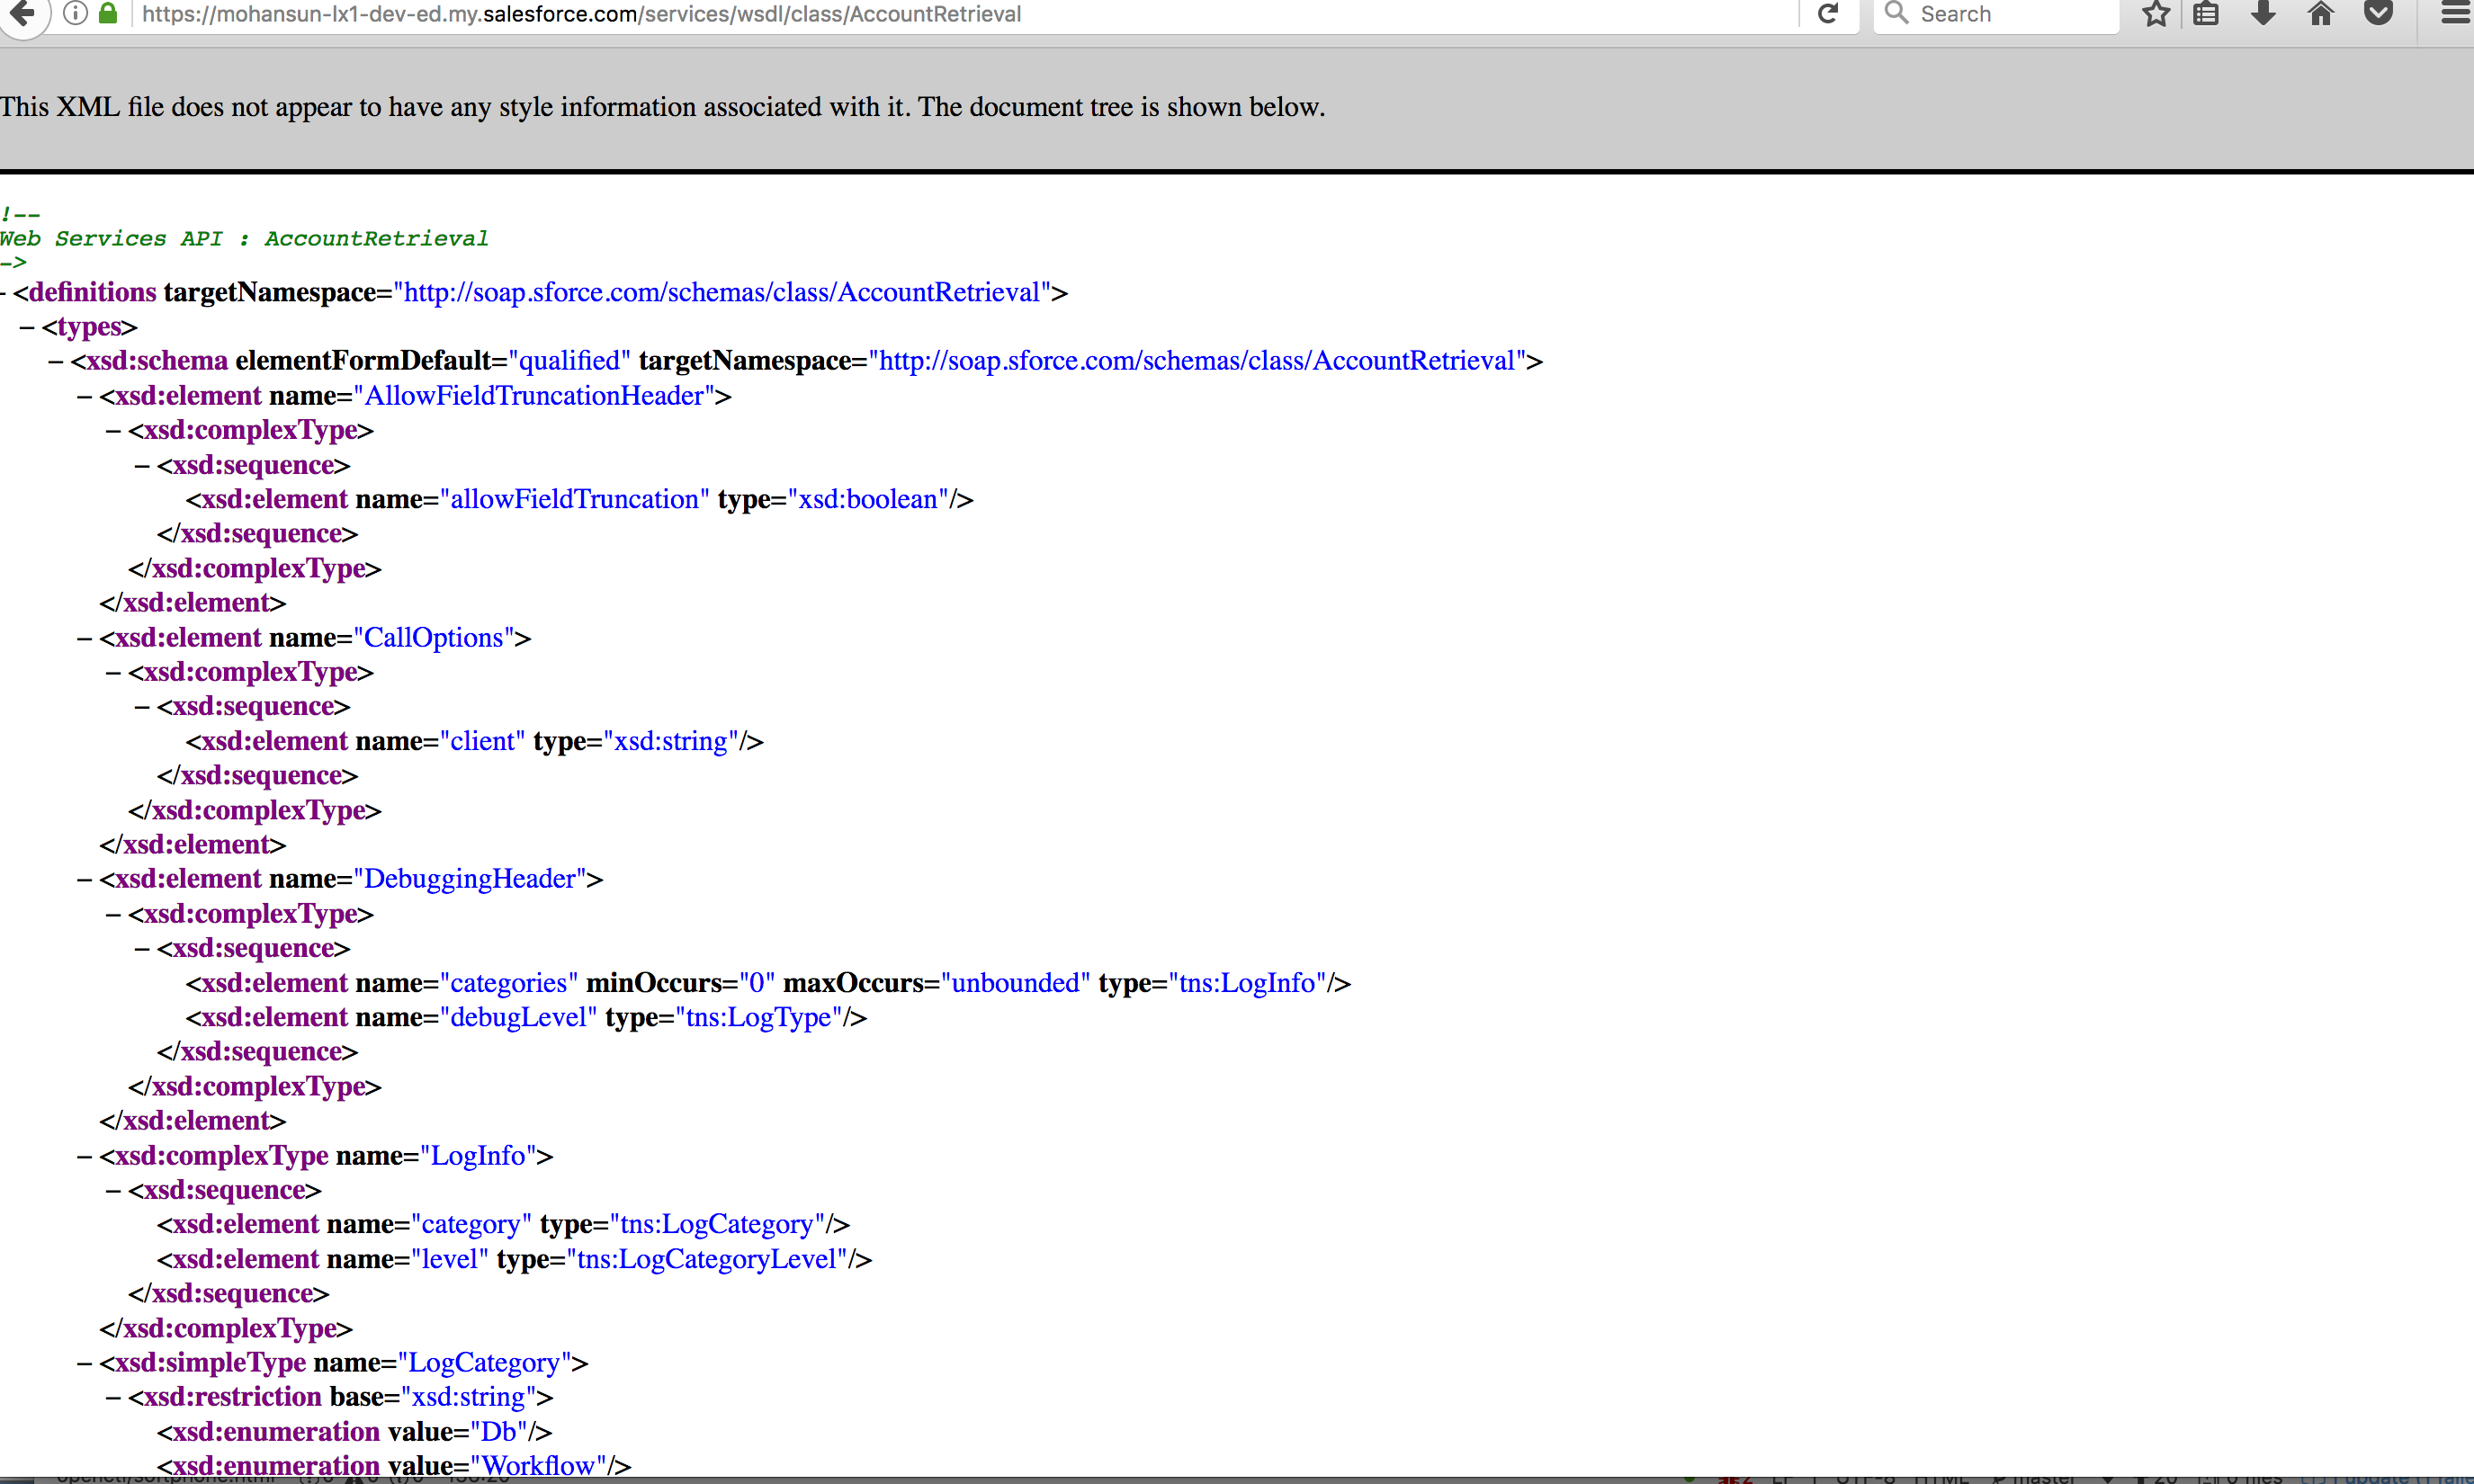 https://mohansun-lx1-dev-ed.my.salesforce.com/services/wsdl/class/AccountRetrieval
Search
This XML file does not appear to have any style information associated with it. The document tree is shown below.
!--
Web Services API : AccountRetrieval
->
- <definitions targetNamespace="http://soap.sforce.com/schemas/class/AccountRetrieval">
– <types>
– <xsd:schema elementFormDefault="qualified" targetNamespace="http://soap.sforce.com/schemas/class/AccountRetrieval">
– <xsd:element name="AllowFieldTruncationHeader">
– <xsd:complexType>
– <xsd:sequence>
<xsd:element name="allowFieldTruncation" type="xsd:boolean"/>
</xsd:sequence>
</xsd:complexType>
</xsd:element>
– <xsd:element name="CallOptions">
– <xsd:complexType>
– <xsd:sequence>
<xsd:element name="client" type="xsd:string"/>
</xsd:sequence>
</xsd:complexType>
</xsd:element>
– <xsd:element name="DebuggingHeader">
– <xsd:complexType>
– <xsd:sequence>
<xsd:element name="categories" minOccurs="0" maxOccurs="unbounded" type="tns:LogInfo"/>
<xsd:element name="debugLevel" type="tns:LogType"/>
</xsd:sequence>
</xsd:complexType>
</xsd:element>
– <xsd:complexType name="LogInfo">
– <xsd:sequence>
<xsd:element name="category" type="tns:LogCategory"/>
<xsd:element name="level" type="tns:LogCategoryLevel"/>
</xsd:sequence>
</xsd:complexType>
– <xsd:simpleType name="LogCategory">
– <xsd:restriction base="xsd:string">
<xsd:enumeration value="Db"/>
<xsd:enumeration value="Workflow"/>